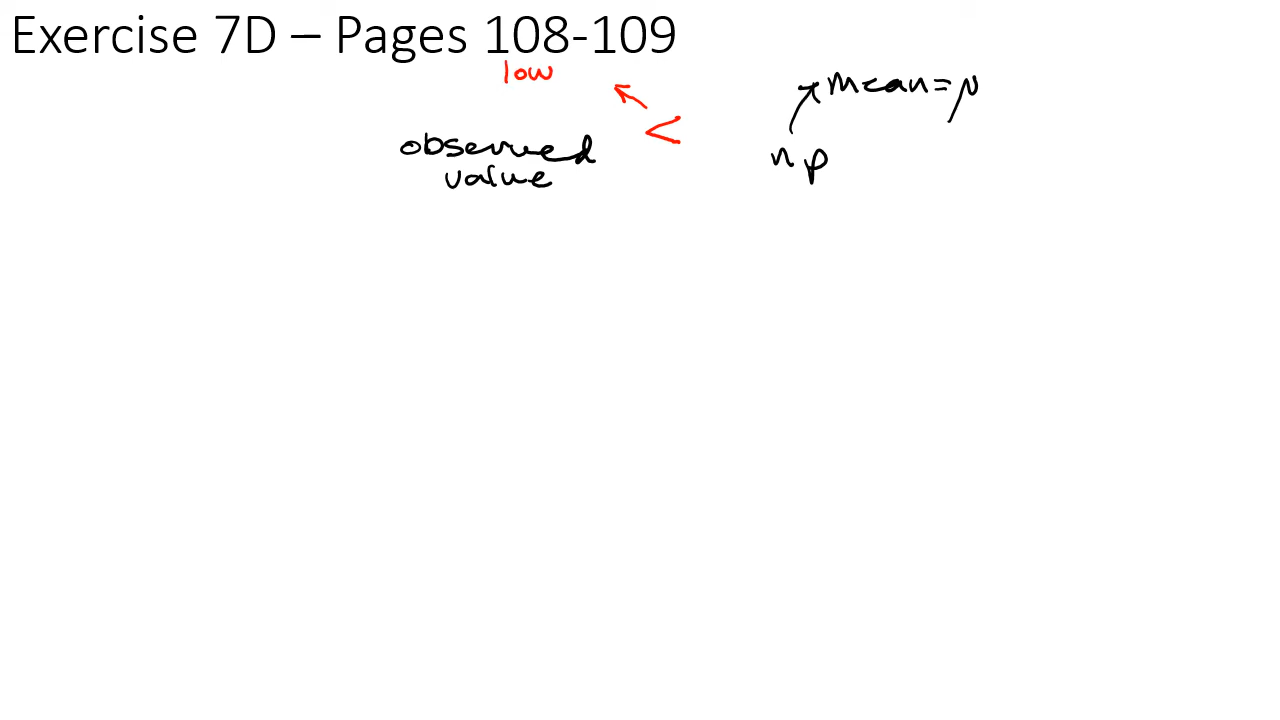 Exercise 7D – Pages 108-109
low
mean = μ
observed < np
value